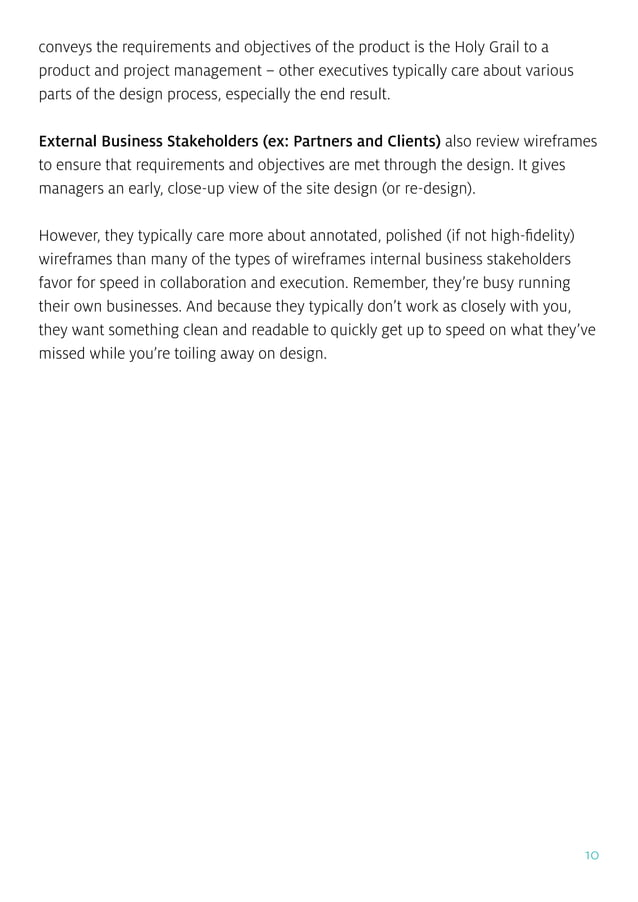 conveys the requirements and objectives of the product is the Holy Grail to a
product and project management – other executives typically care about various
parts of the design process, especially the end result.
External Business Stakeholders (ex: Partners and Clients) also review wireframes
to ensure that requirements and objectives are met through the design. It gives
managers an early, close-up view of the site design (or re-design).
However, they typically care more about annotated, polished (if not high-fidelity)
wireframes than many of the types of wireframes internal business stakeholders
favor for speed in collaboration and execution. Remember, they’re busy running
their own businesses. And because they typically don’t work as closely with you,
they want something clean and readable to quickly get up to speed on what they’ve
missed while you’re toiling away on design.
10